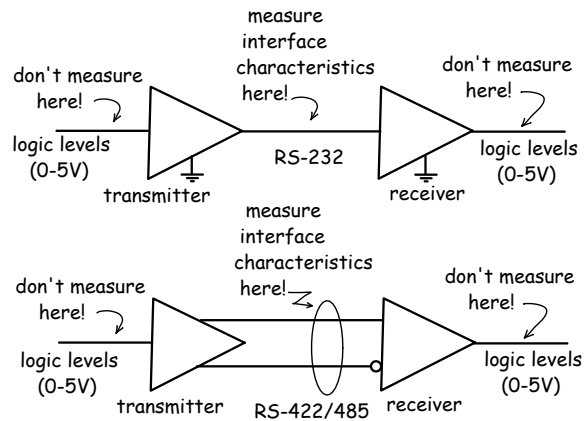 measure
interface
characteristics
here!
don't measure
here!
don't measure
here!
logic levels
(0-5V)
RS-232
logic levels
(0-5V)
transmitter
receiver
measure
interface
characteristics
here!
don't measure
here!
don't measure
here!
logic levels
(0-5V)
logic levels
(0-5V)
transmitter
RS-422/485
receiver